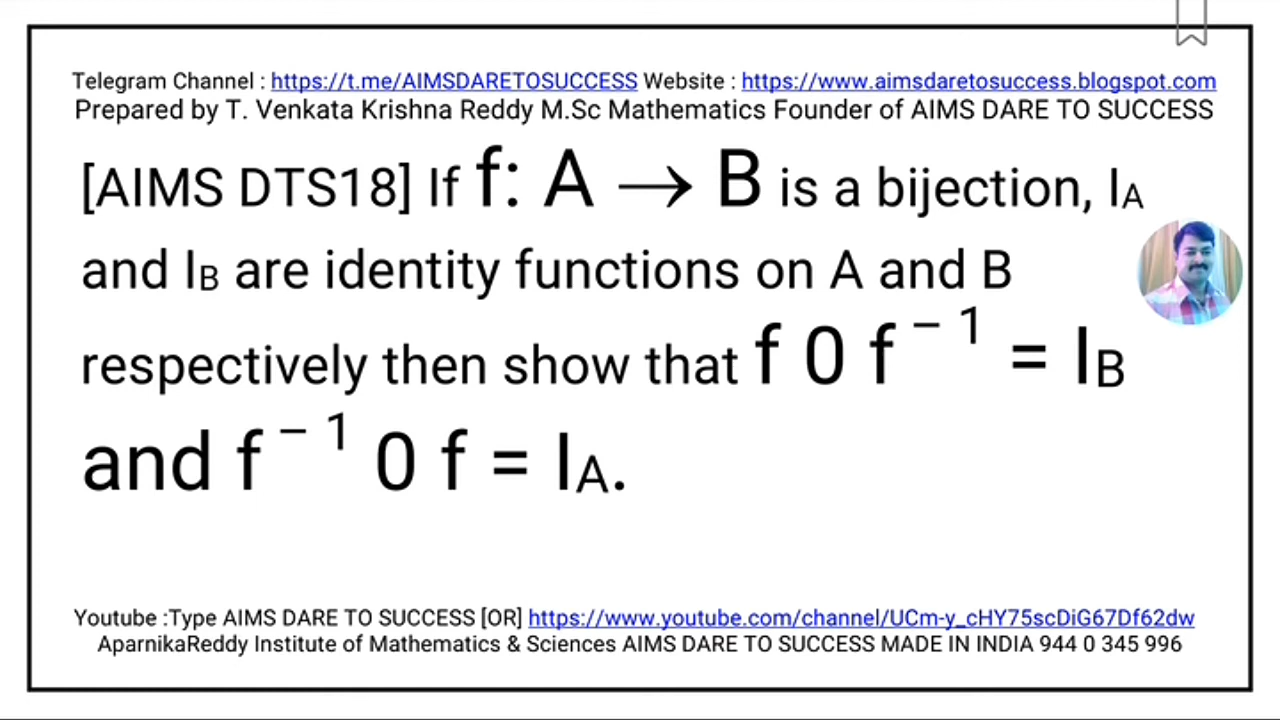 Telegram Channel : https://t.me/AIMSDARETOSUCCESS Website : https://www.aimsdaretosuccess.blogspot.com
Prepared by T. Venkata Krishna Reddy M.Sc Mathematics Founder of AIMS DARE TO SUCCESS
[AIMS DTS18] If f: A → B is a bijection, IA
and IB are identity functions on A and B
respectively then show that f 0 f − 1 = IB
and f − 1 0 f = IA.
Youtube :Type AIMS DARE TO SUCCESS [OR] https://www.youtube.com/channel/UCm-y_cHY75scDiG67Df62dw
AparnikaReddy Institute of Mathematics & Sciences AIMS DARE TO SUCCESS MADE IN INDIA 944 0 345 996